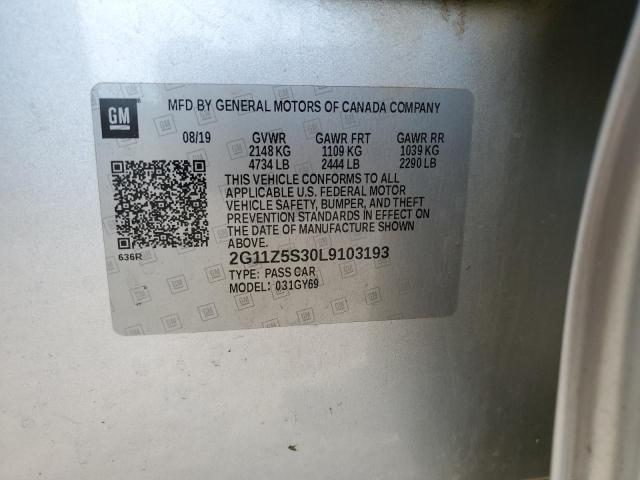 GM
MFD BY GENERAL MOTORS OF CANADA COMPANY
08/19 GVWR GAWR FRT GAWR RR
2148 KG 1109 KG 1039 KG
4734 LB 2444 LB 2290 LB
THIS VEHICLE CONFORMS TO ALL
APPLICABLE U.S. FEDERAL MOTOR
VEHICLE SAFETY, BUMPER, AND THEFT
PREVENTION STANDARDS IN EFFECT ON
THE DATE OF MANUFACTURE SHOWN
ABOVE.
636R
2G11Z5S30L9103193
TYPE: PASS CAR
MODEL: 031GY69